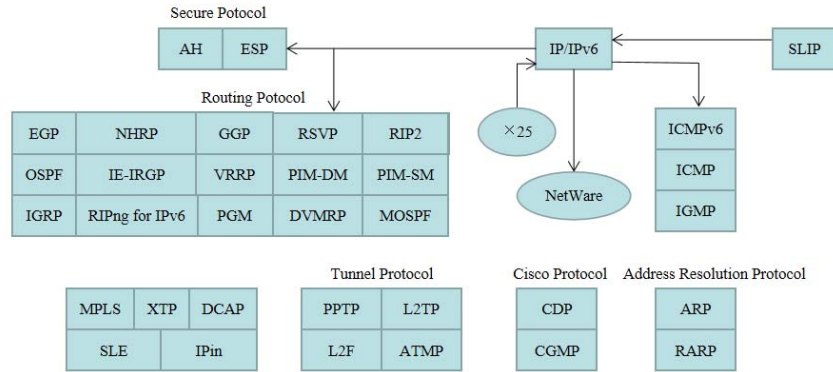 Secure Potocol
AH ESP IP/IPv6 SLIP
Routing Potocol
EGP NHRP GGP RSVP RIP2 ×25 ICMPv6
OSPF IE-IRGP VRRP PIM-DM PIM-SM ICMP
NetWare
IGRP RIPng for IPv6 PGM DVMRP MOSPF IGMP
Tunnel Protocol Cisco Protocol Address Resolution Protocol
MPLS XTP DCAP PPTP L2TP CDP ARP
SLE IPin L2F ATMP CGMP RARP